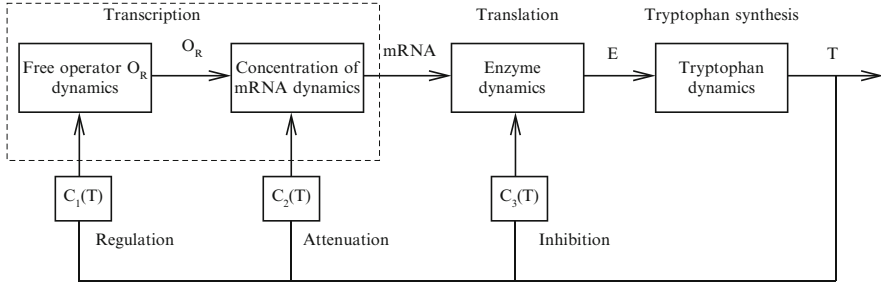 Transcription
Translation
Tryptophan synthesis
O_R
mRNA
E
T
Free operator O_R
dynamics
Concentration of
mRNA dynamics
Enzyme
dynamics
Tryptophan
dynamics
C_1(T)
C_2(T)
C_3(T)
Regulation
Attenuation
Inhibition